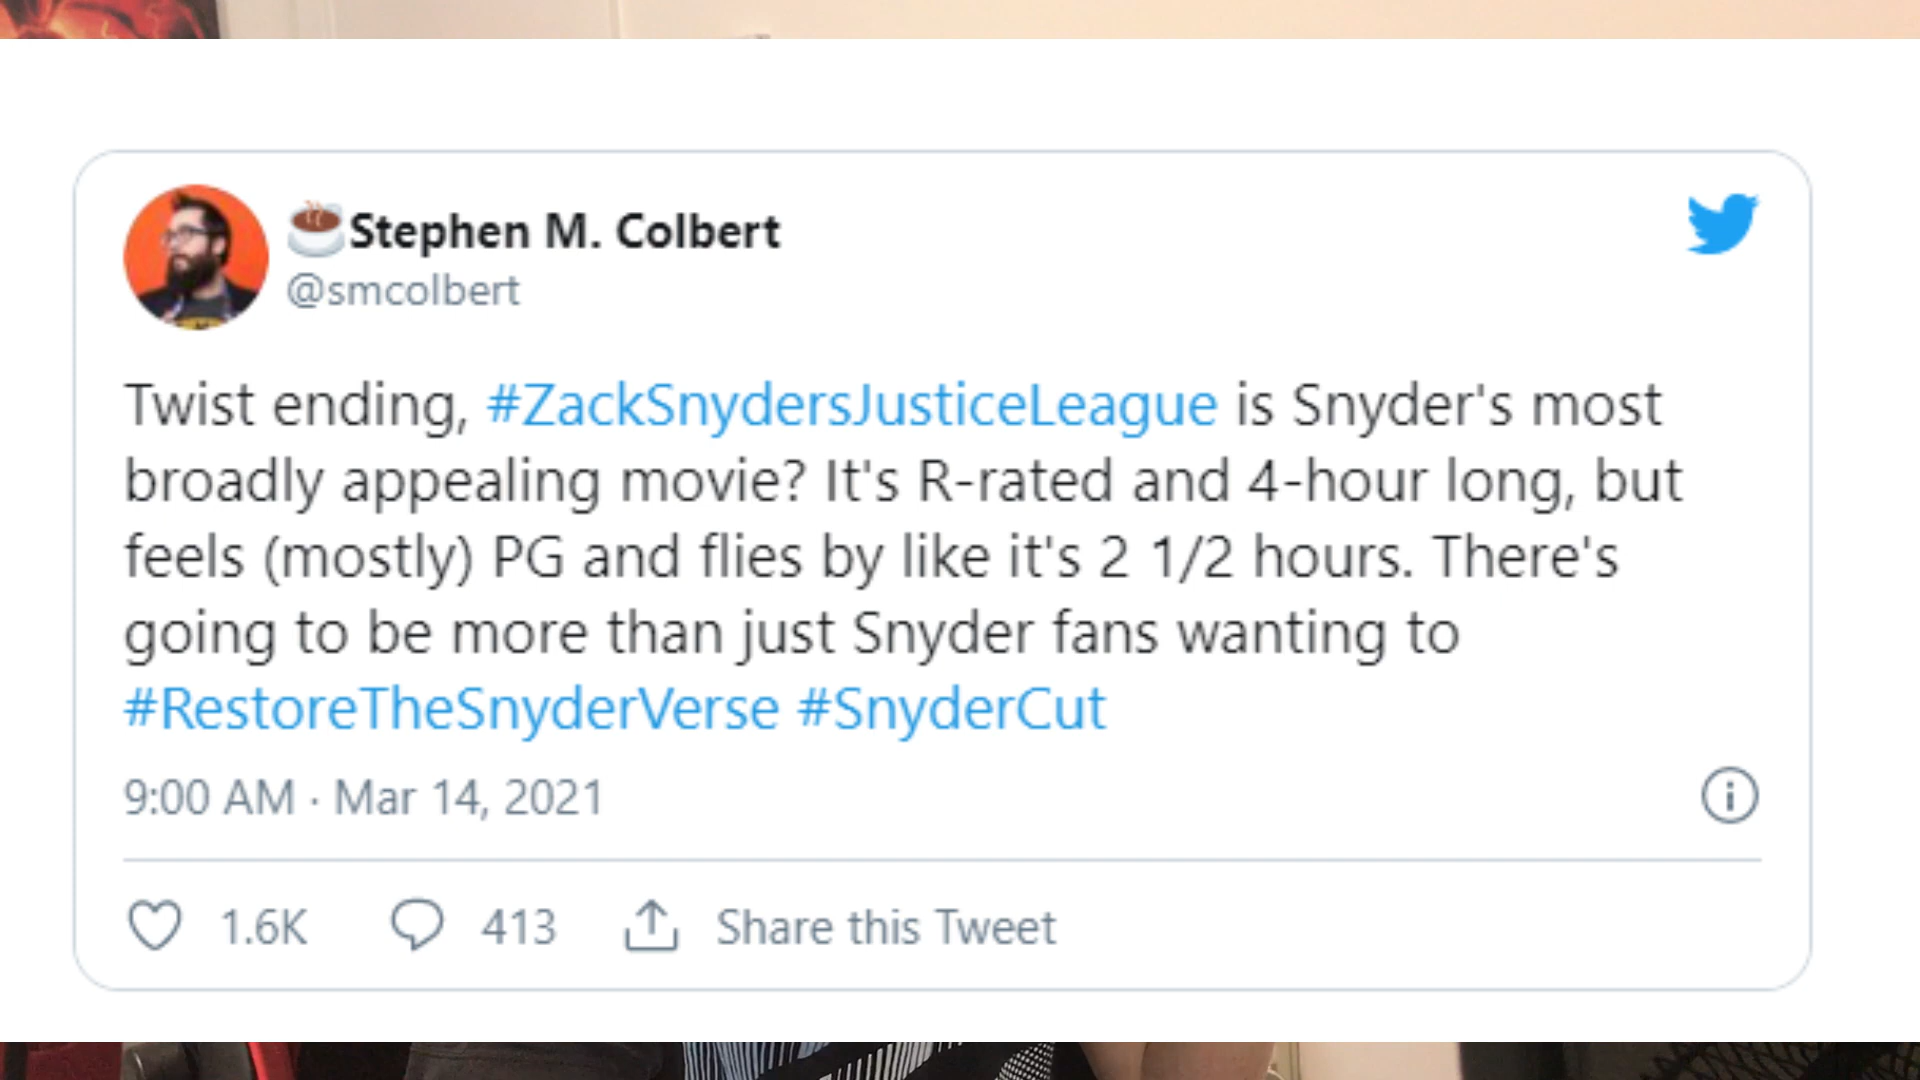 ☕Stephen M. Colbert
@smcolbert
Twist ending, #ZackSnydersJusticeLeague is Snyder's most
broadly appealing movie? It's R-rated and 4-hour long, but
feels (mostly) PG and flies by like it's 2 1/2 hours. There's
going to be more than just Snyder fans wanting to
#RestoreTheSnyderVerse #SnyderCut
9:00 AM · Mar 14, 2021
1.6K 413 Share this Tweet